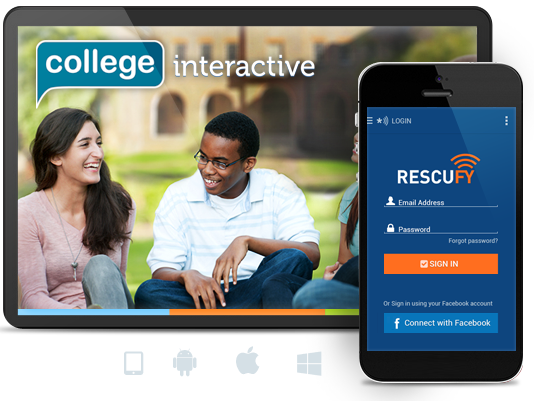 college interactive
LOGIN
RESCUFY
Email Address
Password
Forgot password?
SIGN IN
Or Sign in using your Facebook account
f Connect with Facebook